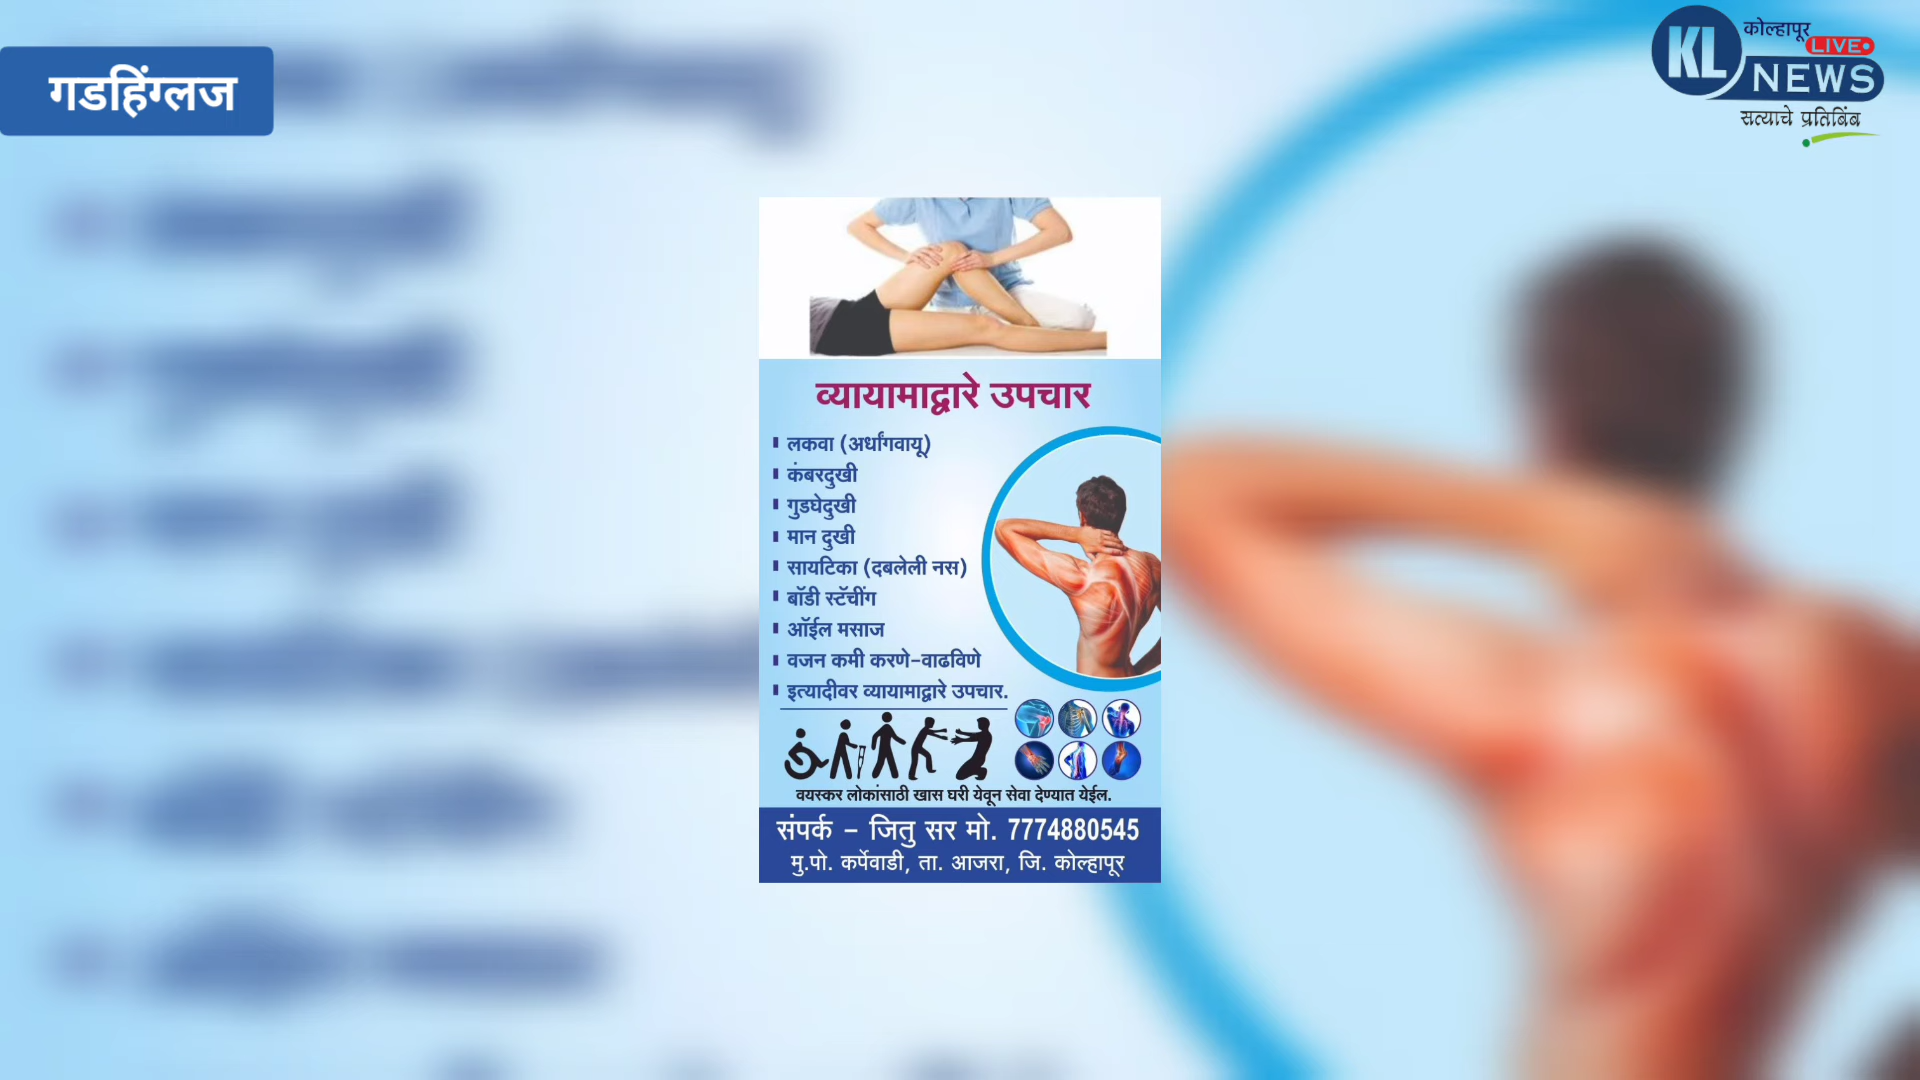 गडहिंग्लज
KL
कोल्हापूर
LIVE
NEWS
सत्याचे प्रतिबिंब
व्यायामाद्वारे उपचार
लकवा (अर्धांगवायू)
कंबरदुखी
गुडघेदुखी
मान दुखी
सायटिका (दबलेली नस)
बॉडी स्टॅचींग
ऑईल मसाज
वजन कमी करणे-वाढविणे
इत्यादीवर व्यायामाद्वारे उपचार.
वयस्कर लोकांसाठी खास घरी येवून सेवा देण्यात येईल.
संपर्क - जितु सर मो. 7774880545
मु.पो. कर्पेवाडी, ता. आजरा, जि. कोल्हापूर